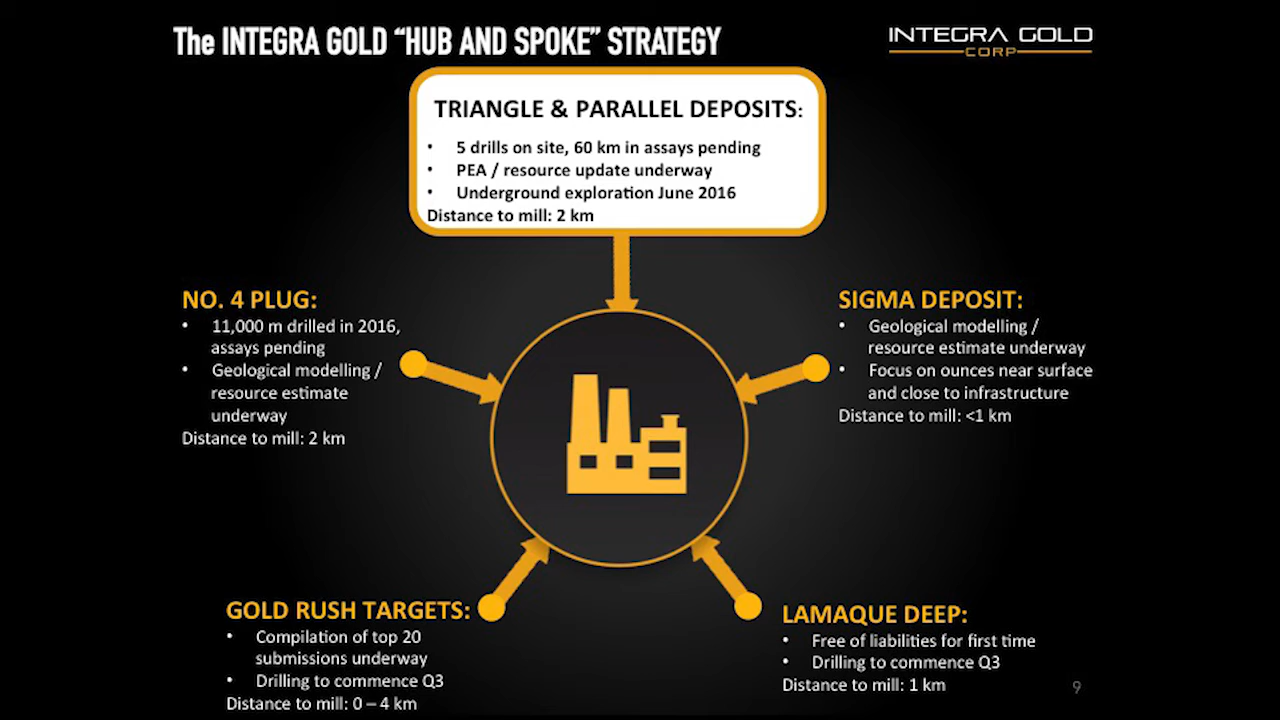 The INTEGRA GOLD “HUB AND SPOKE” STRATEGY
INTEGRA GOLD
CORP
TRIANGLE & PARALLEL DEPOSITS:
• 5 drills on site, 60 km in assays pending
• PEA / resource update underway
• Underground exploration June 2016
Distance to mill: 2 km
NO. 4 PLUG:
• 11,000 m drilled in 2016,
assays pending
• Geological modelling /
resource estimate
underway
Distance to mill: 2 km
SIGMA DEPOSIT:
• Geological modelling /
resource estimate underway
• Focus on ounces near surface
and close to infrastructure
Distance to mill: <1 km
GOLD RUSH TARGETS:
• Compilation of top 20
submissions underway
• Drilling to commence Q3
Distance to mill: 0 – 4 km
LAMAQUE DEEP:
• Free of liabilities for first time
• Drilling to commence Q3
Distance to mill: 1 km
9